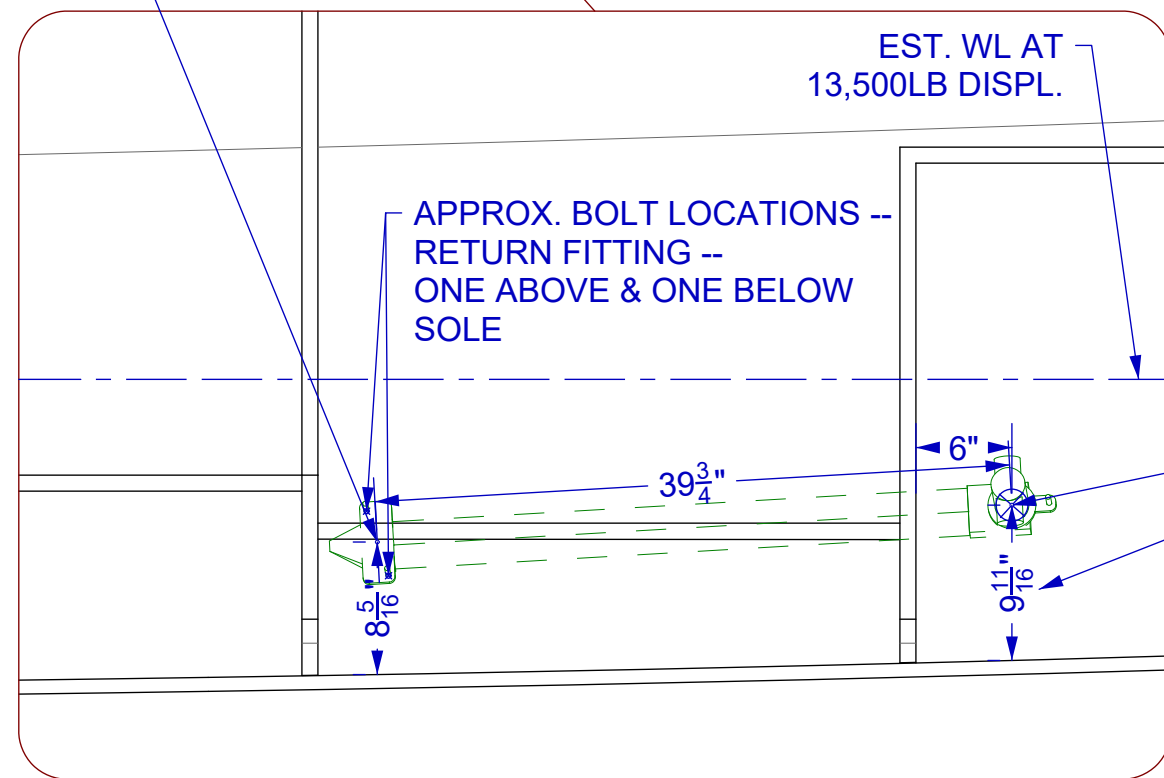 EST. WL AT
13,500LB DISPL.
APPROX. BOLT LOCATIONS --
RETURN FITTING --
ONE ABOVE & ONE BELOW
SOLE
6"
39 3/4"
8 5/16"
9 11/16"